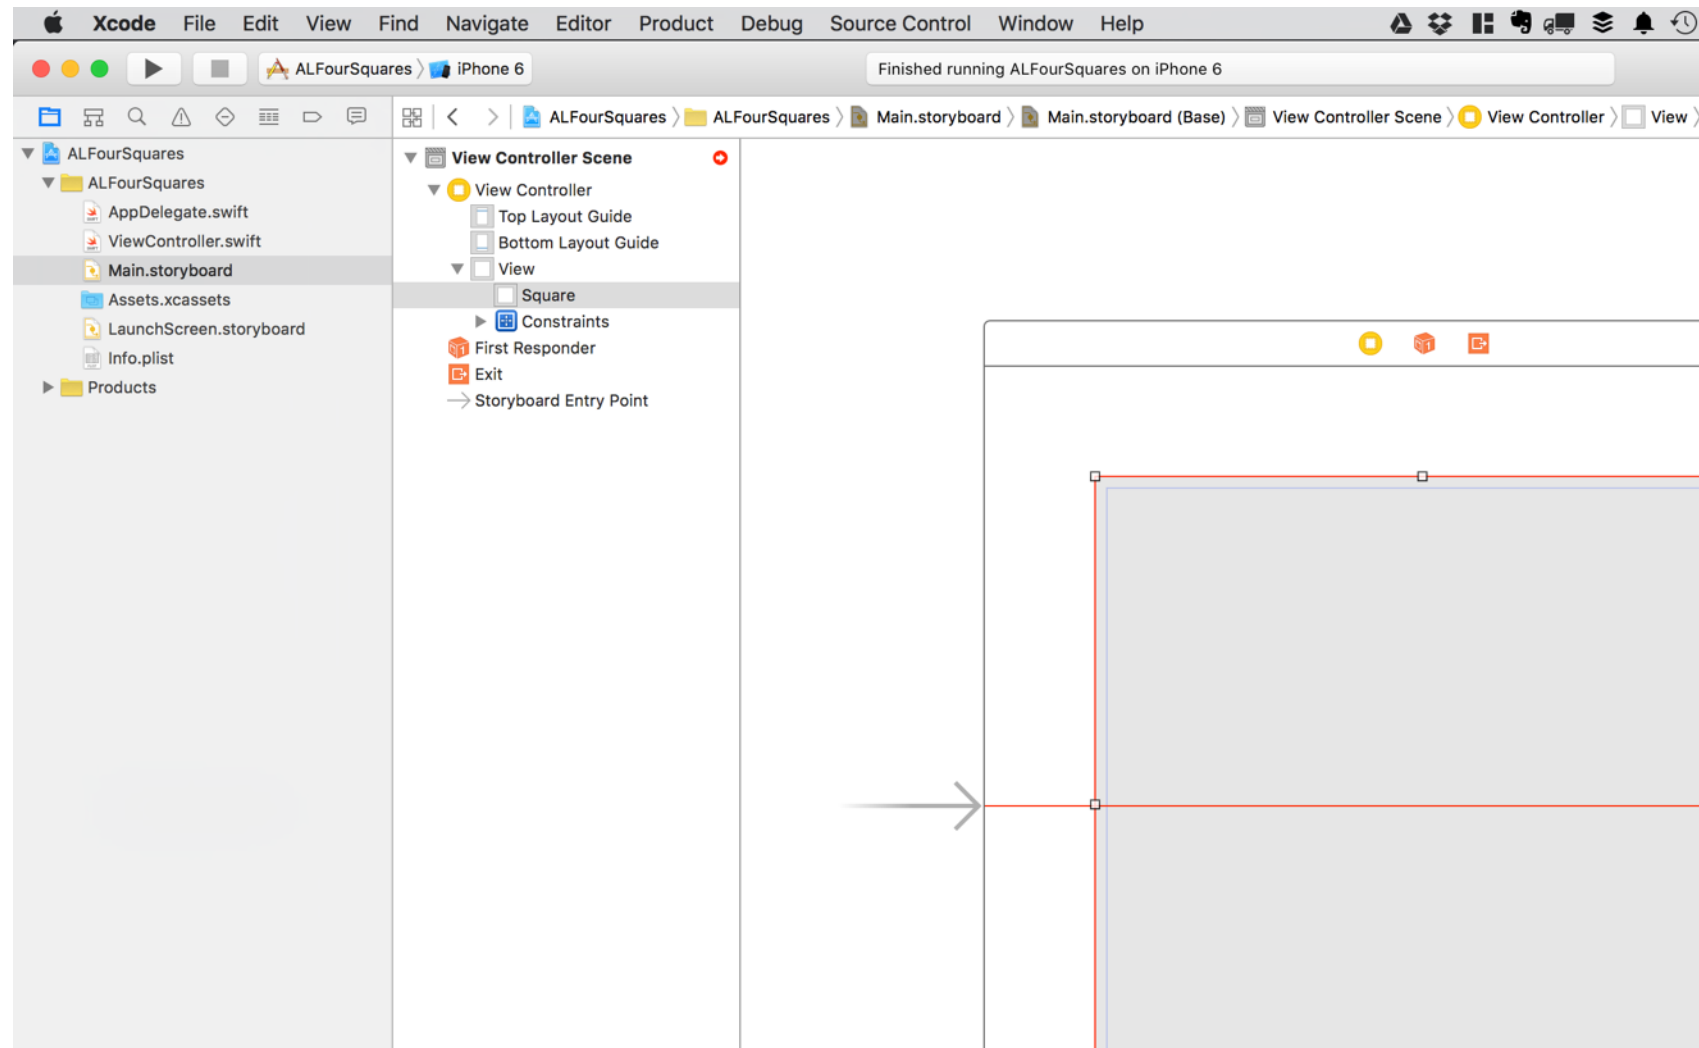 Xcode File Edit View Find Navigate Editor Product Debug Source Control Window Help
ALFourSquares iPhone 6
Finished running ALFourSquares on iPhone 6
ALFourSquares ALFourSquares Main.storyboard Main.storyboard (Base) View Controller Scene View Controller View
ALFourSquares
ALFourSquares
AppDelegate.swift
ViewController.swift
Main.storyboard
Assets.xcassets
LaunchScreen.storyboard
Info.plist
Products
View Controller Scene
View Controller
Top Layout Guide
Bottom Layout Guide
View
Square
Constraints
First Responder
Exit
Storyboard Entry Point